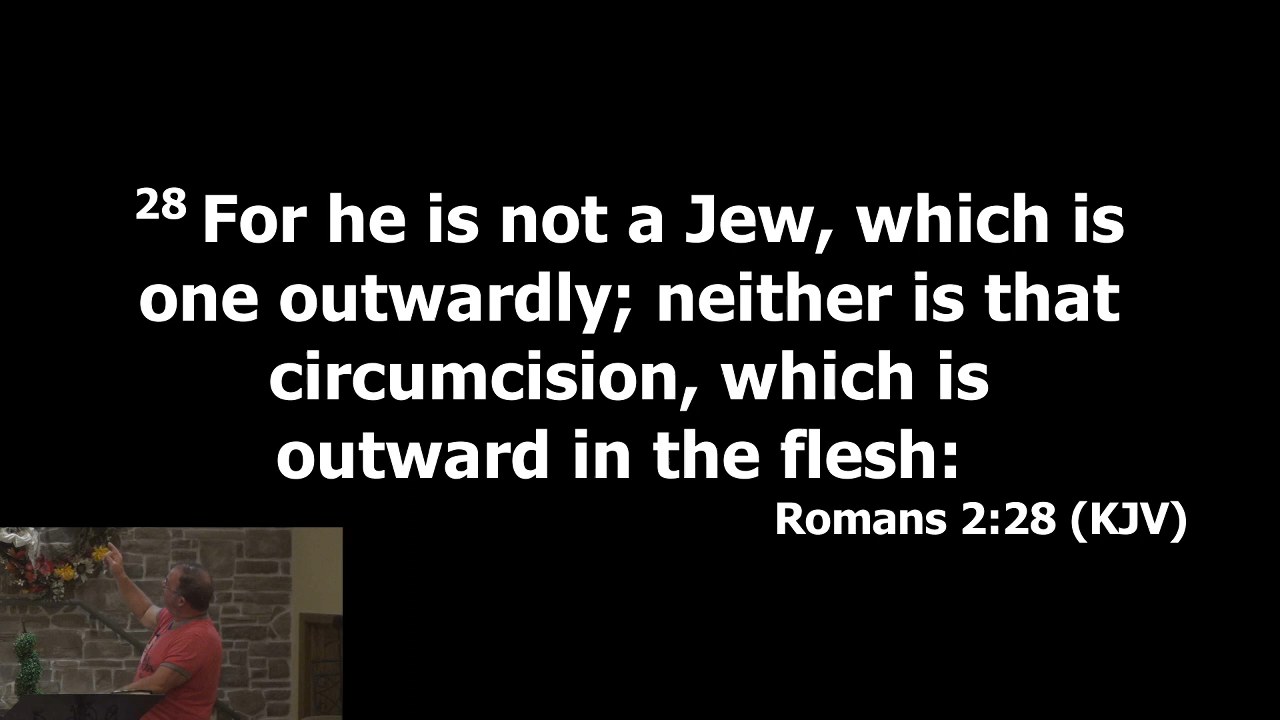 28 For he is not a Jew, which is
one outwardly; neither is that
circumcision, which is
outward in the flesh:
Romans 2:28 (KJV)